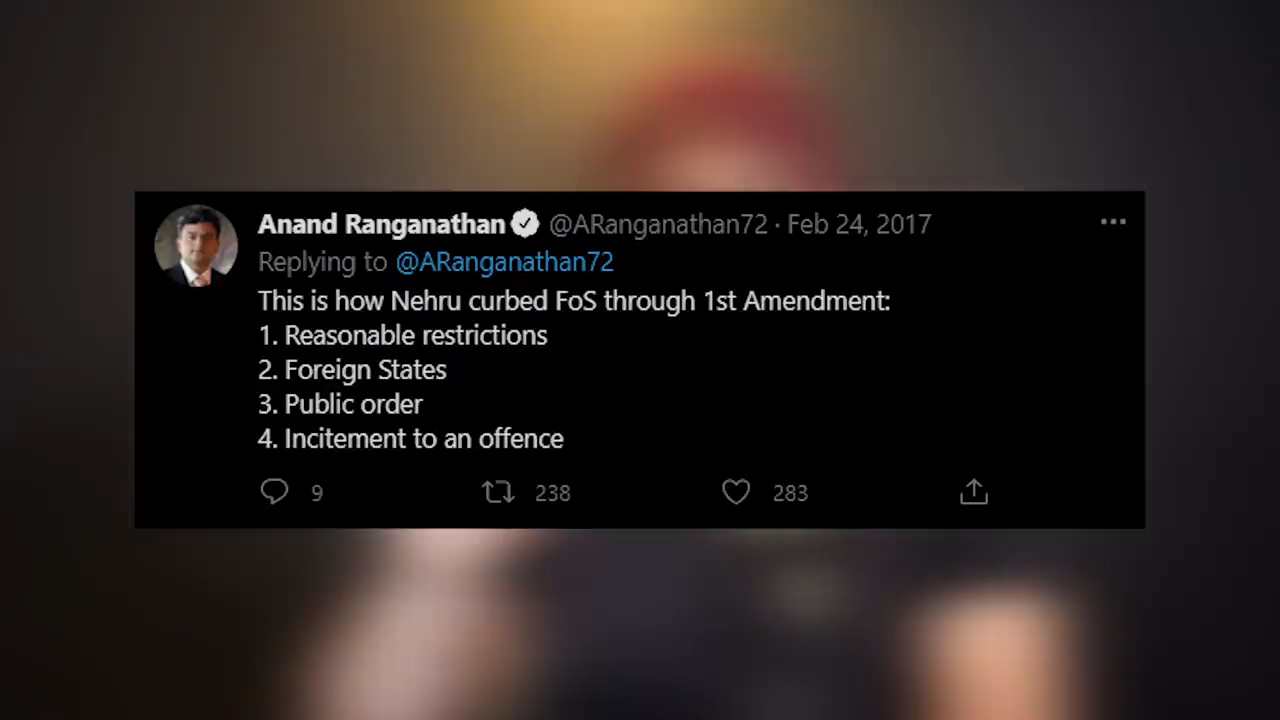 Anand Ranganathan @ARanganathan72 · Feb 24, 2017
Replying to @ARanganathan72
This is how Nehru curbed FoS through 1st Amendment:
1. Reasonable restrictions
2. Foreign States
3. Public order
4. Incitement to an offence
9 238 283